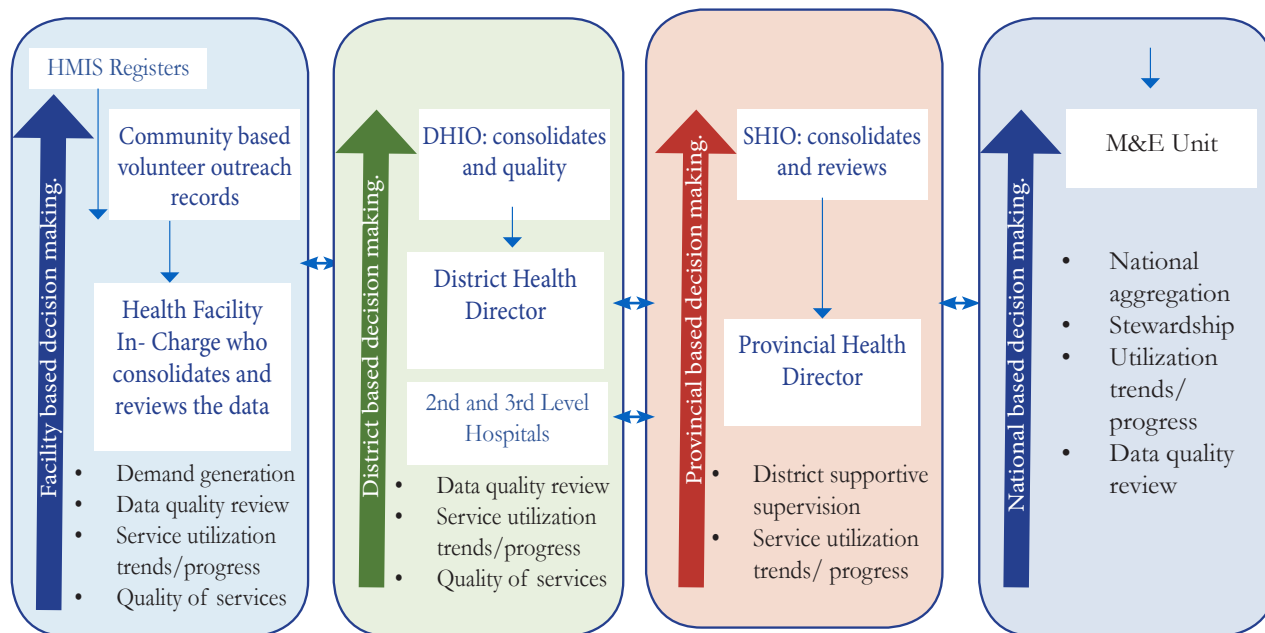 HMIS Registers
Community based
volunteer outreach
records
Health Facility
In- Charge who
consolidates and
reviews the data
Facility based decision making.
• Demand generation
• Data quality review
• Service utilization
trends/progress
• Quality of services
DHIO: consolidates
and quality
District Health
Director
2nd and 3rd Level
Hospitals
District based decision making.
• Data quality review
• Service utilization
trends/progress
• Quality of services
SHIO: consolidates
and reviews
Provincial Health
Director
Provincial based decision making.
• District supportive
supervision
• Service utilization
trends/ progress
M&E Unit
National based decision making.
• National
aggregation
• Stewardship
• Utilization
trends/
progress
• Data quality
review